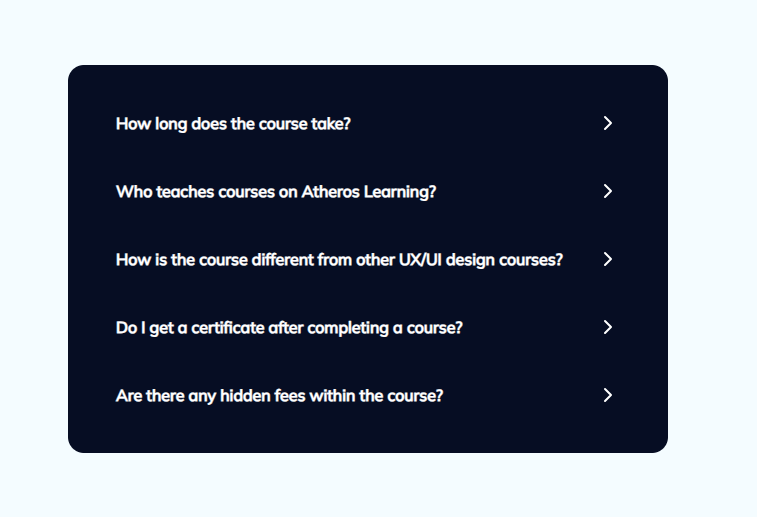 How long does the course take?
Who teaches courses on Atheros Learning?
How is the course different from other UX/UI design courses?
Do I get a certificate after completing a course?
Are there any hidden fees within the course?